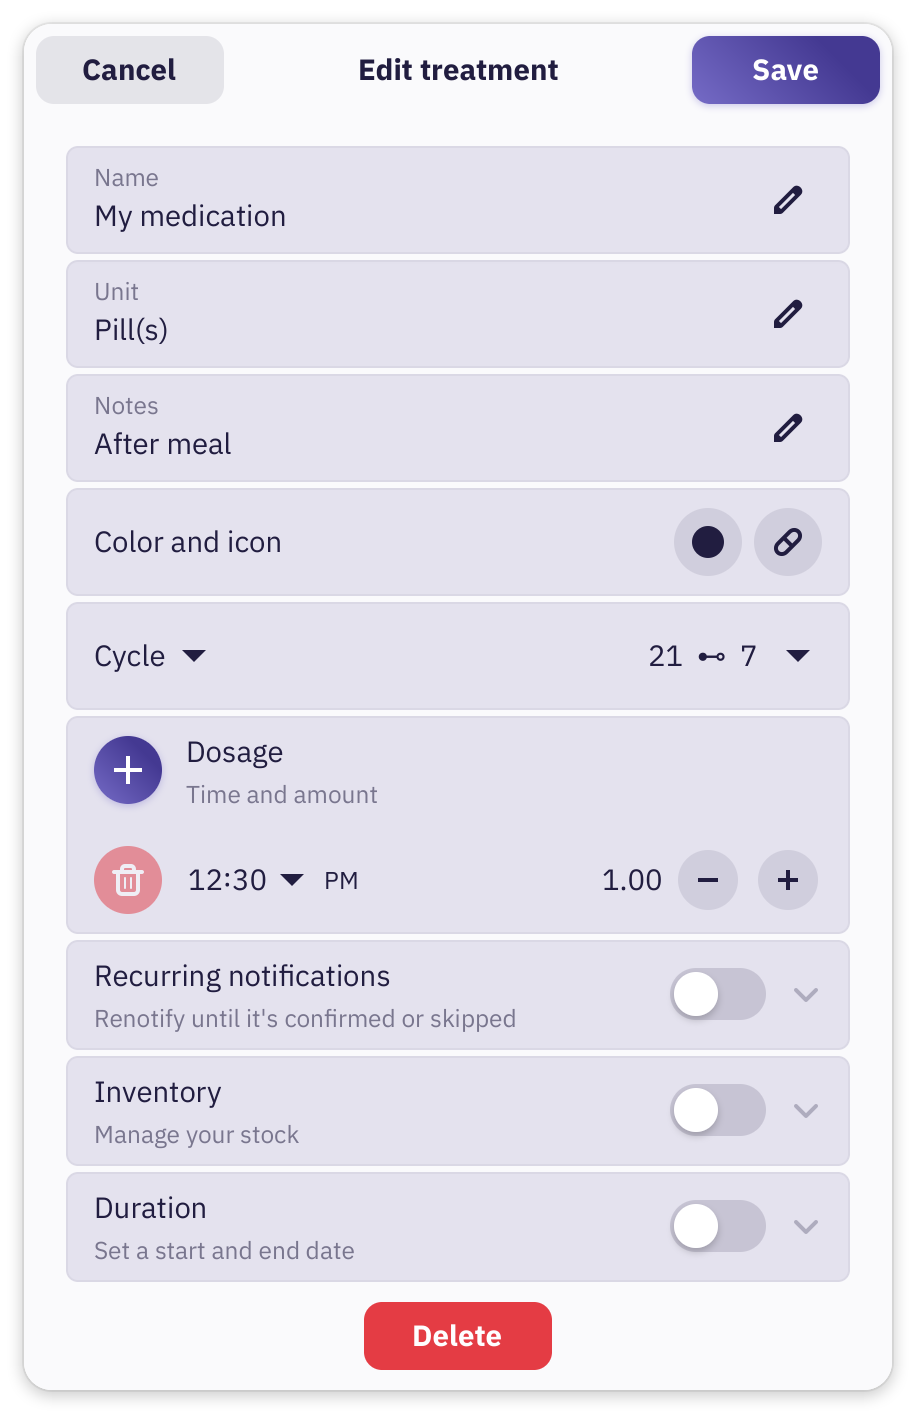 Cancel Edit treatment Save
Name
My medication
Unit
Pill(s)
Notes
After meal
Color and icon
Cycle 21 7
Dosage
Time and amount
12:30 PM 1.00
Recurring notifications
Renotify until it's confirmed or skipped
Inventory
Manage your stock
Duration
Set a start and end date
Delete